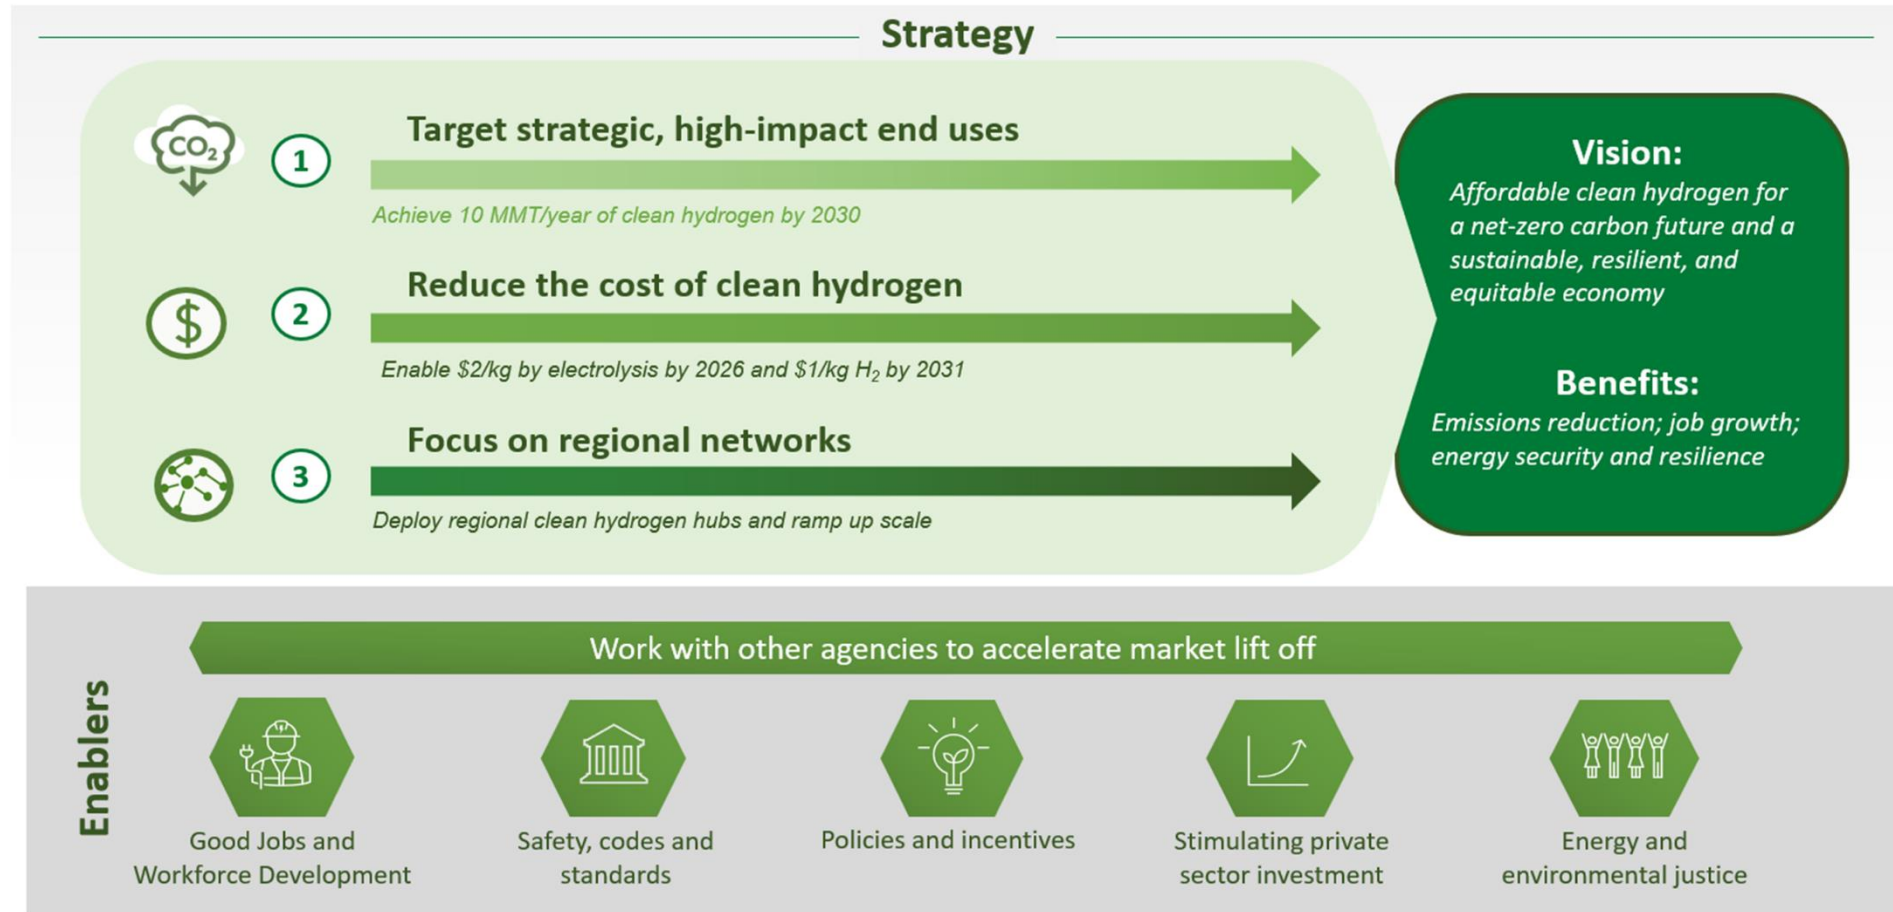 Strategy
CO₂
1
Target strategic, high-impact end uses
Achieve 10 MMT/year of clean hydrogen by 2030
$
2
Reduce the cost of clean hydrogen
Enable $2/kg by electrolysis by 2026 and $1/kg H₂ by 2031
3
Focus on regional networks
Deploy regional clean hydrogen hubs and ramp up scale
Vision:
Affordable clean hydrogen for
a net-zero carbon future and a
sustainable, resilient, and
equitable economy
Benefits:
Emissions reduction; job growth;
energy security and resilience
Enablers
Work with other agencies to accelerate market lift off
Good Jobs and
Workforce Development
Safety, codes and
standards
Policies and incentives
Stimulating private
sector investment
Energy and
environmental justice